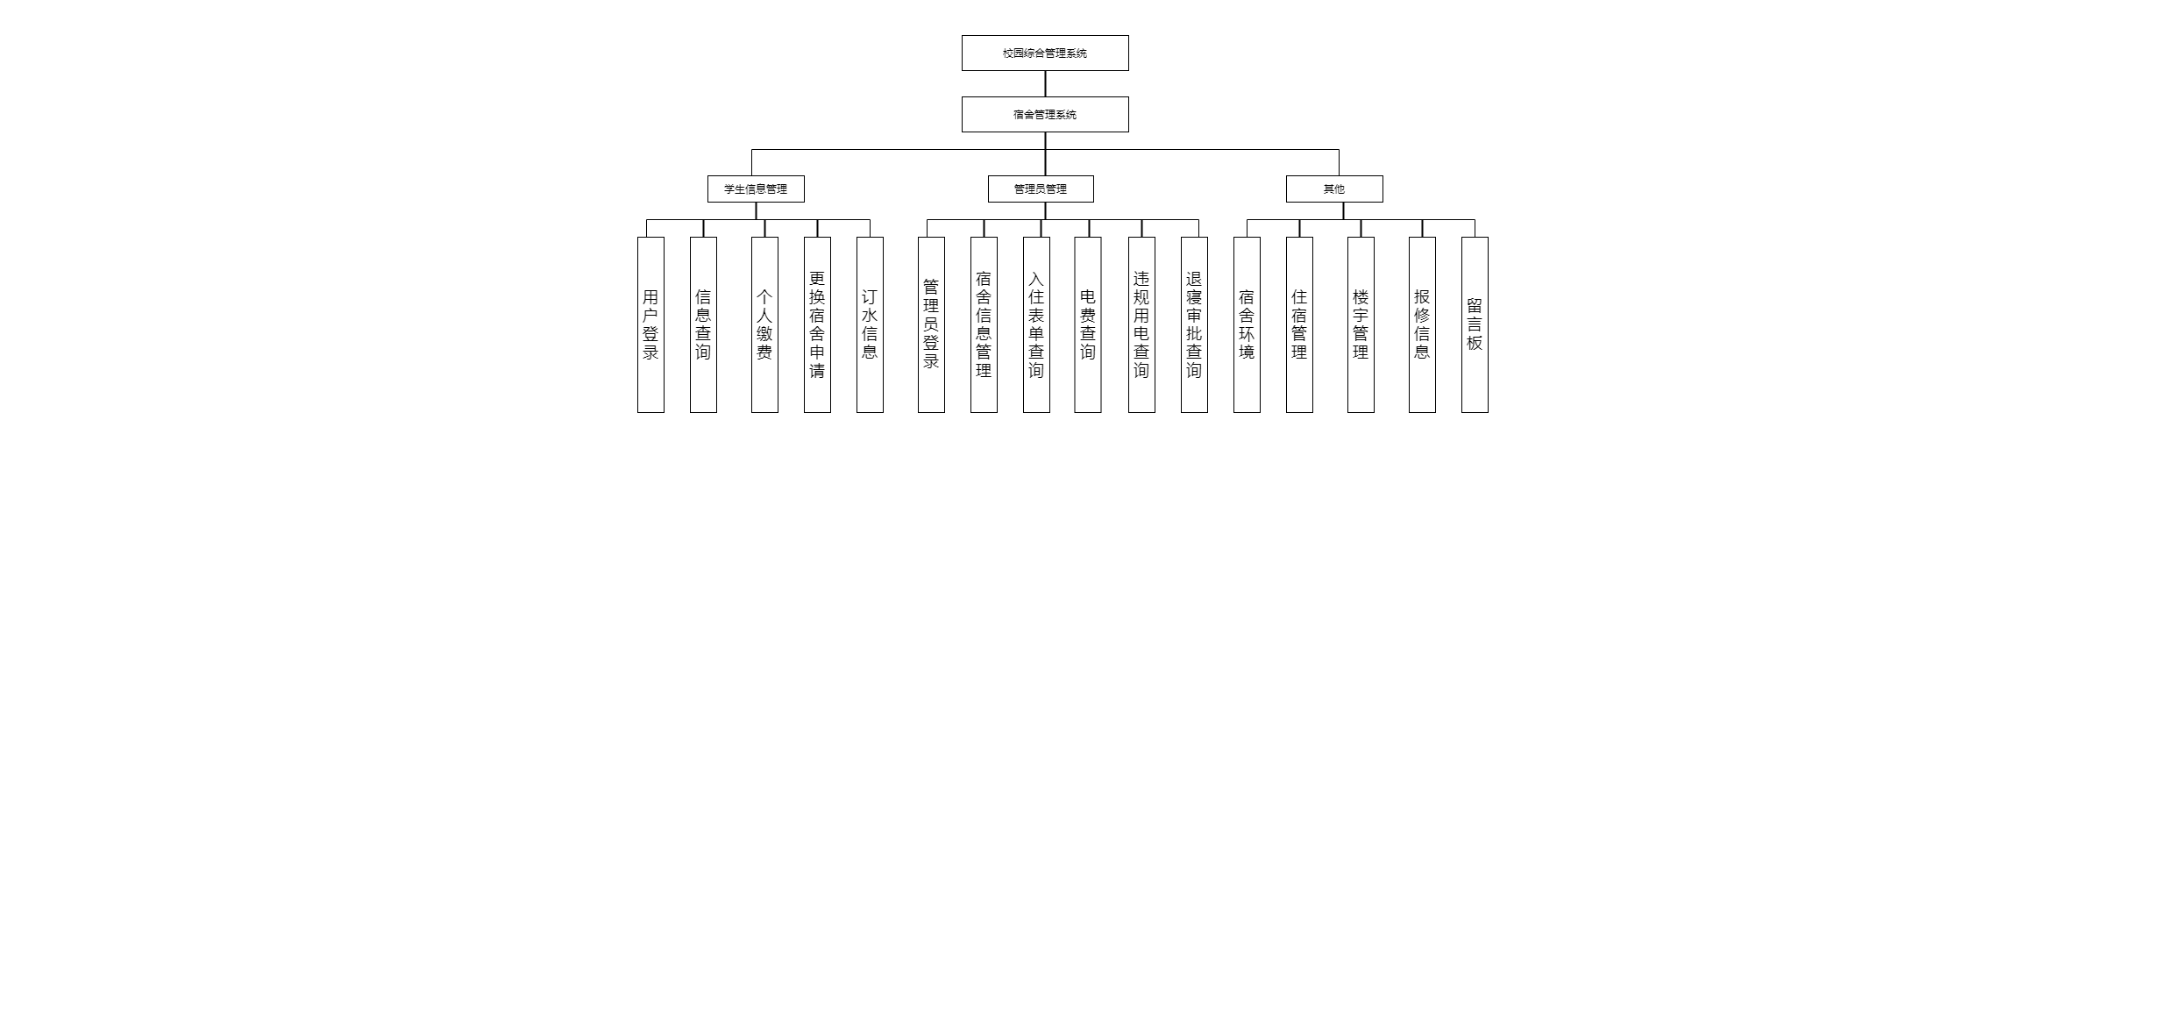 校园综合管理系统
宿舍管理系统
学生信息管理
管理员管理
其他
用户登录
信息查询
个人缴费
更换宿舍申请
订水信息
管理员登录
宿舍信息管理
入住表单查询
电费查询
违规用电查询
退寝审批查询
宿舍环境
住宿管理
楼宇管理
报修信息
留言板